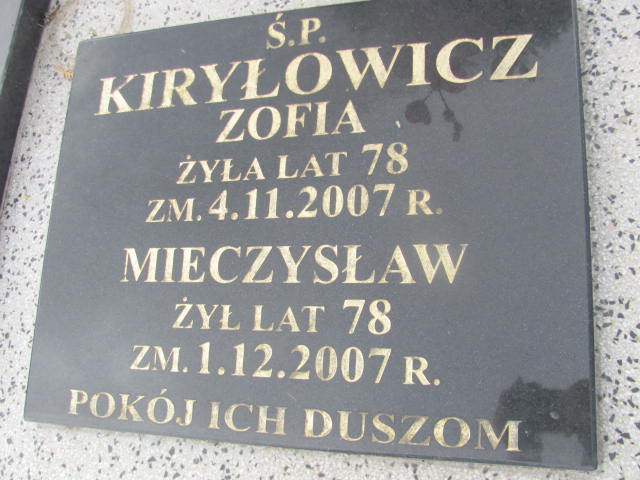 Ś.P.
KIRYŁOWICZ
ZOFIA
ŻYŁA LAT 78
ZM. 4.11.2007 R.
MIECZYSŁAW
ŻYŁ LAT 78
ZM. 1.12.2007 R.
POKÓJ ICH DUSZOM